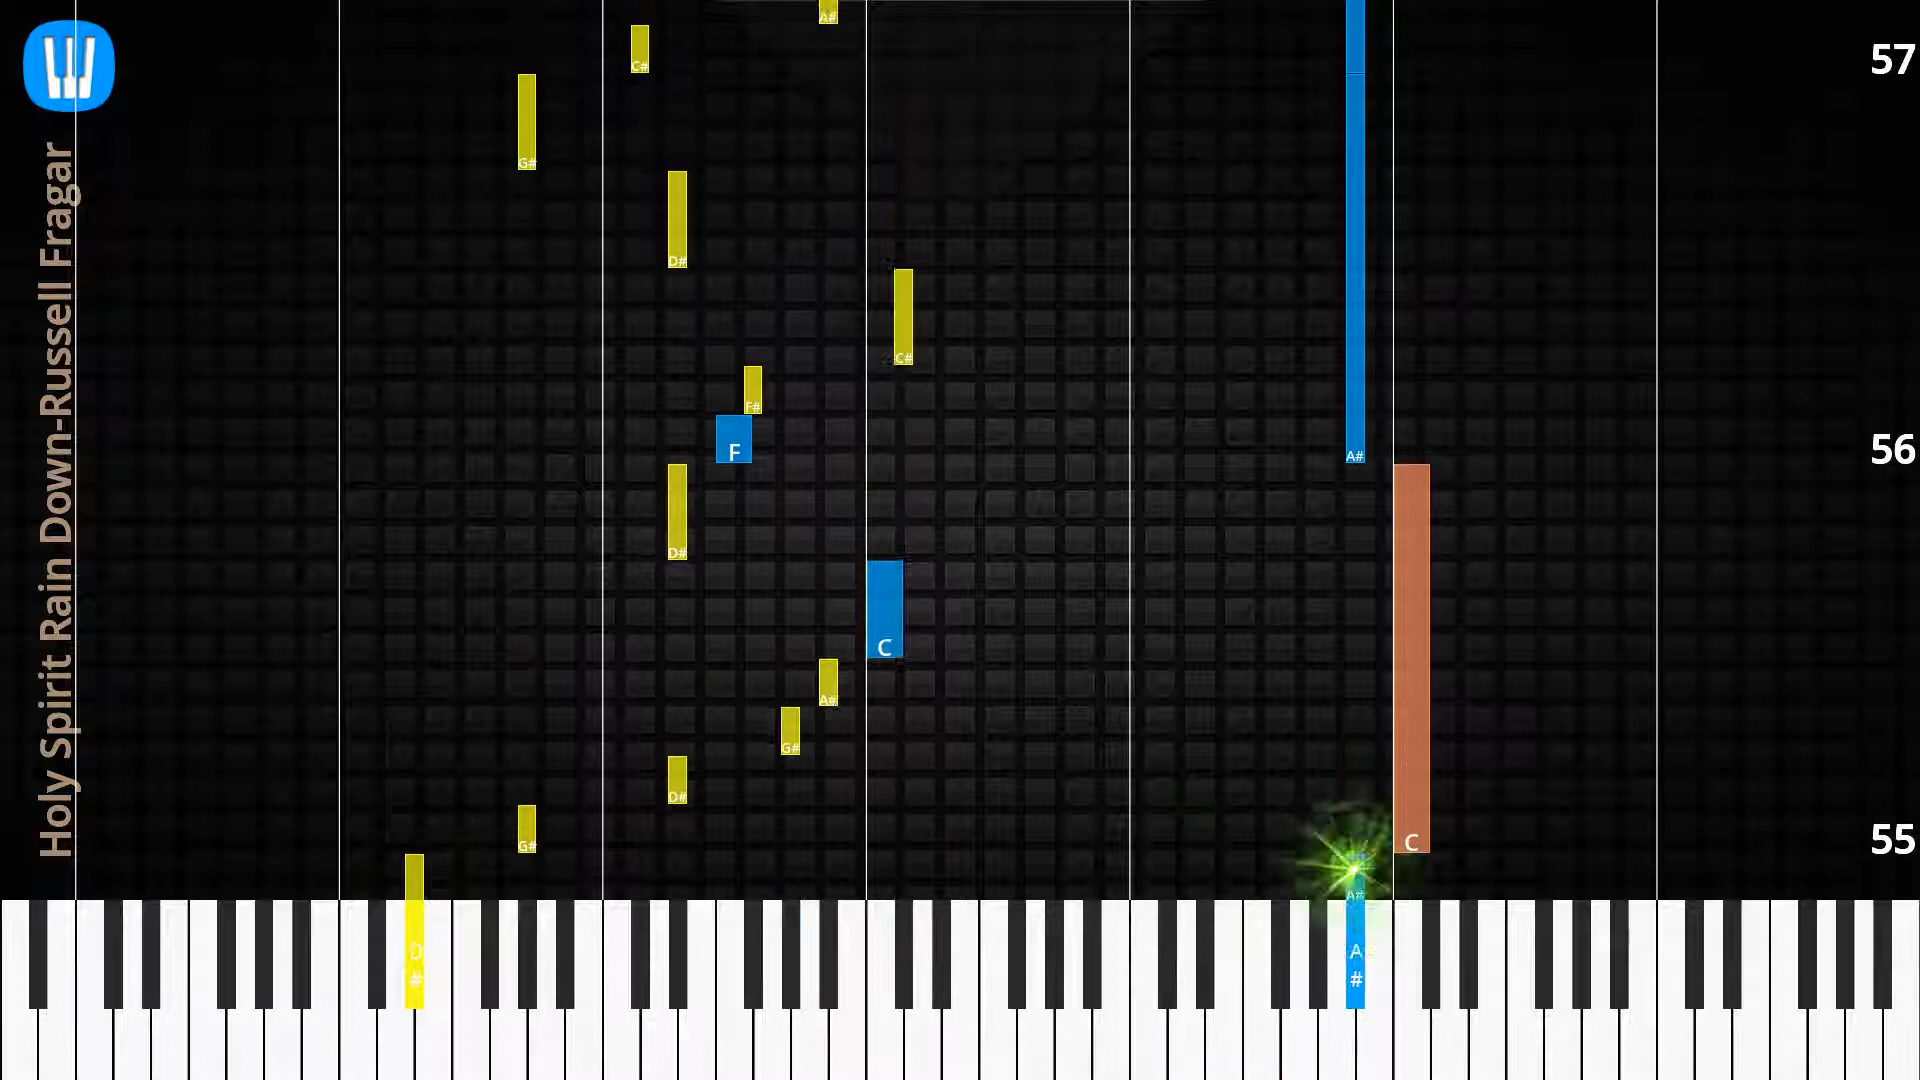 A#
C#
57
G#
Holy Spirit Rain Down-Russell Fragar
D#
C#
F#
F
A#
56
D#
C
A#
G#
D#
G#
C
55
A#
D
#
A
#